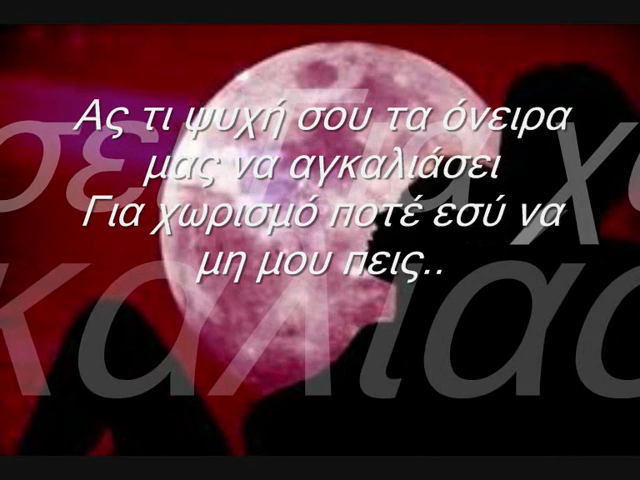 Ας τι ψυχή σου τα όνειρα
μας να αγκαλιάσει
Για χωρισμό ποτέ εσύ να
μη μου πεις..